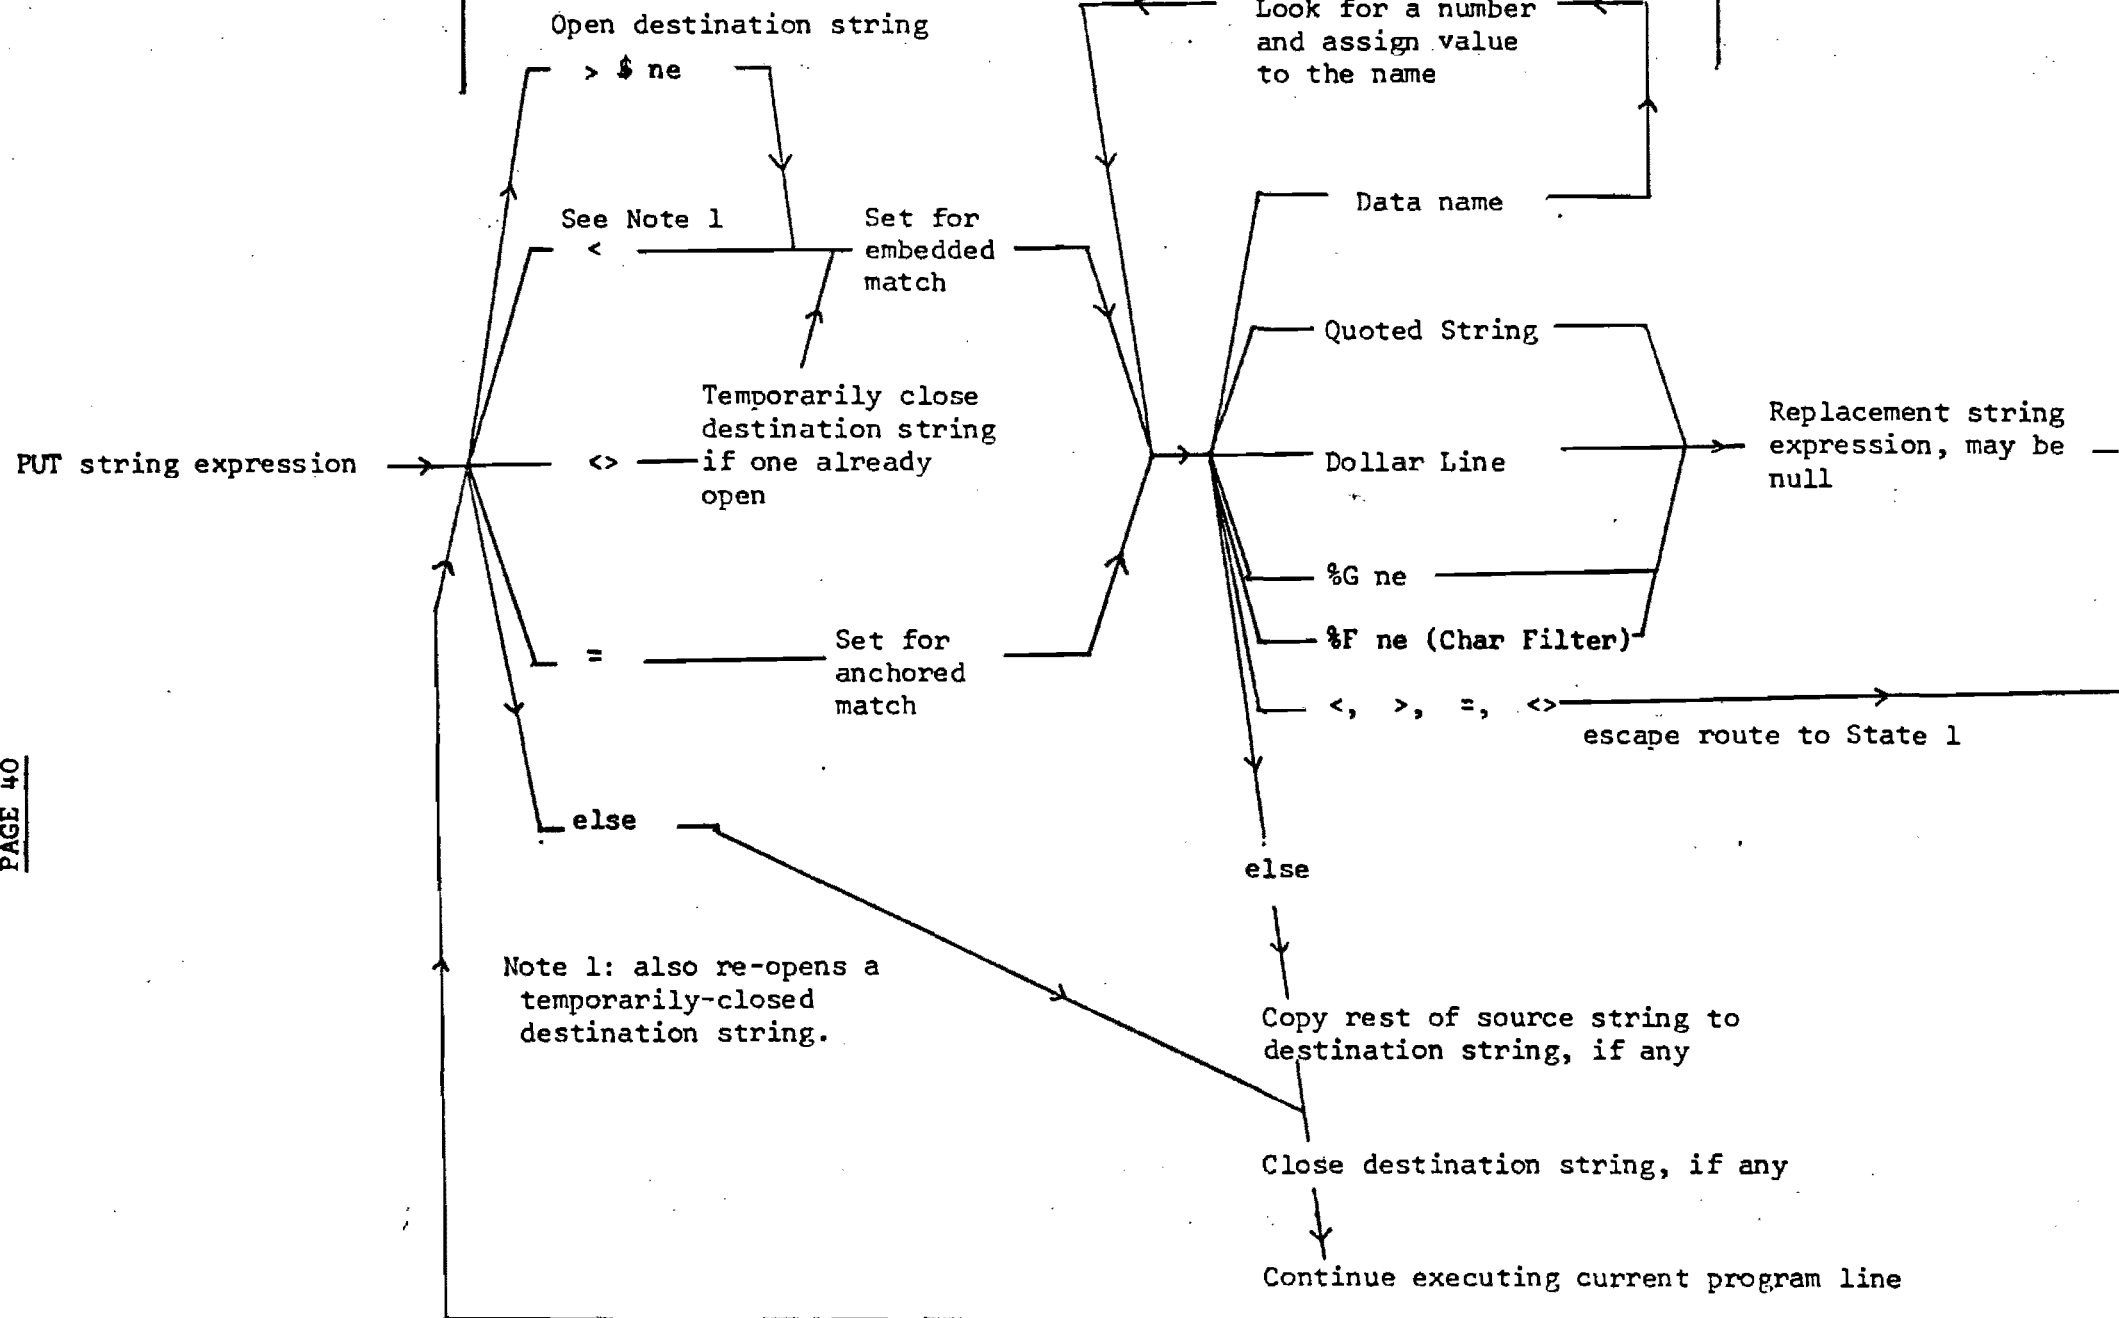 Open destination string
> $ ne
See Note 1
<
Set for
embedded
match
Temporarily close
destination string
if one already
open
<>
PUT string expression
=
Set for
anchored
match
else
Note 1: also re-opens a
temporarily-closed
destination string.
Look for a number
and assign value
to the name
Data name
Quoted String
Dollar Line
%G ne
%F ne (Char Filter)
<, >, =, <>
escape route to State 1
Replacement string
expression, may be
null
else
Copy rest of source string to
destination string, if any
Close destination string, if any
Continue executing current program line
PAGE 40